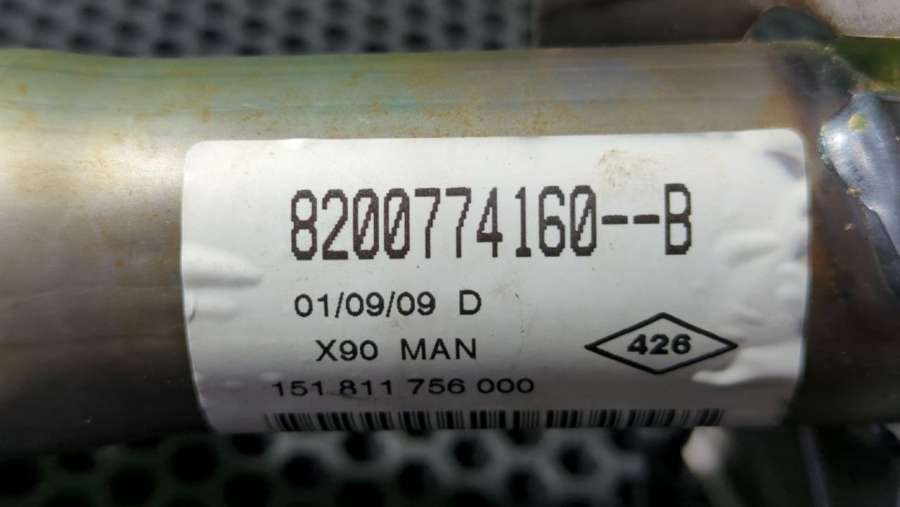 8200774160--B
01/09/09 D
X90 MAN
426
151 811 756 000